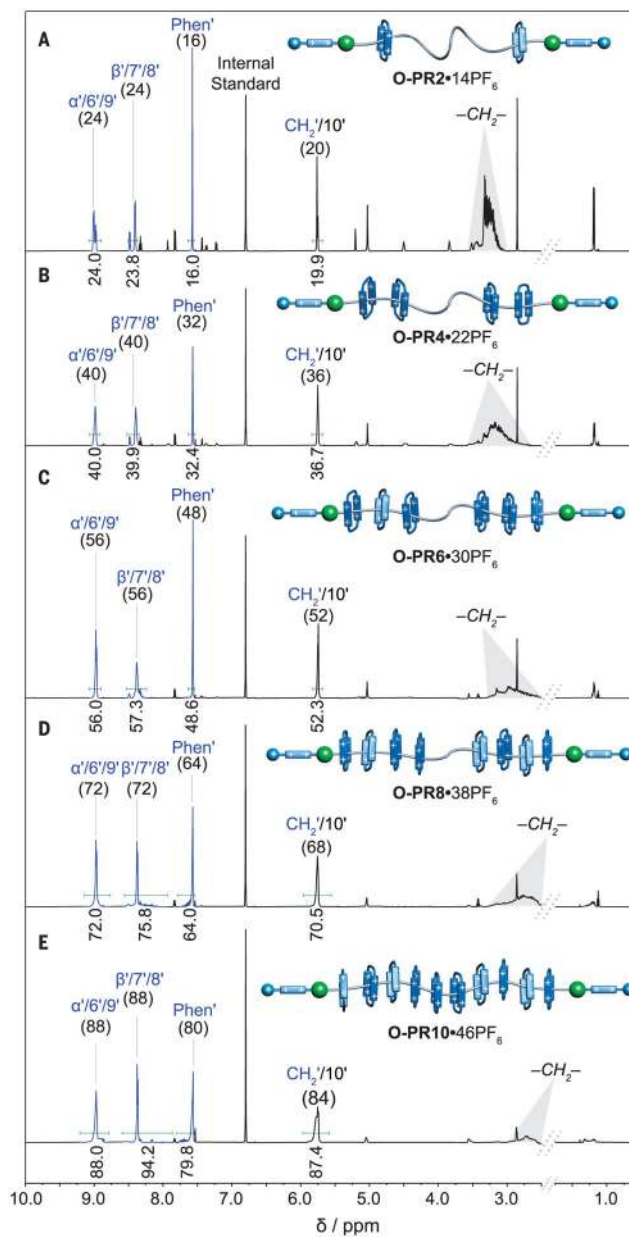 A
Phen'
(16)
Internal
Standard
β'/7'/8'
(24)
α'/6'/9'
(24)
O-PR2•14PF6
–CH2–
CH2'/10'
(20)
24.0
23.8
16.0
19.9
B
Phen'
(32)
β'/7'/8'
(40)
α'/6'/9'
(40)
O-PR4•22PF6
–CH2–
CH2'/10'
(36)
40.0
39.9
32.4
36.7
C
Phen'
(48)
α'/6'/9'
(56)
β'/7'/8'
(56)
O-PR6•30PF6
–CH2–
CH2'/10'
(52)
56.0
57.3
48.6
52.3
D
Phen'
(64)
α'/6'/9'
(72)
β'/7'/8'
(72)
O-PR8•38PF6
–CH2–
CH2'/10'
(68)
72.0
75.8
64.0
70.5
E
β'/7'/8'
(88)
α'/6'/9'
(88)
Phen'
(80)
O-PR10•46PF6
–CH2–
CH2'/10'
(84)
88.0
94.2
79.8
87.4
10.0 9.0 8.0 7.0 6.0 5.0 4.0 3.0 1.0
δ / ppm